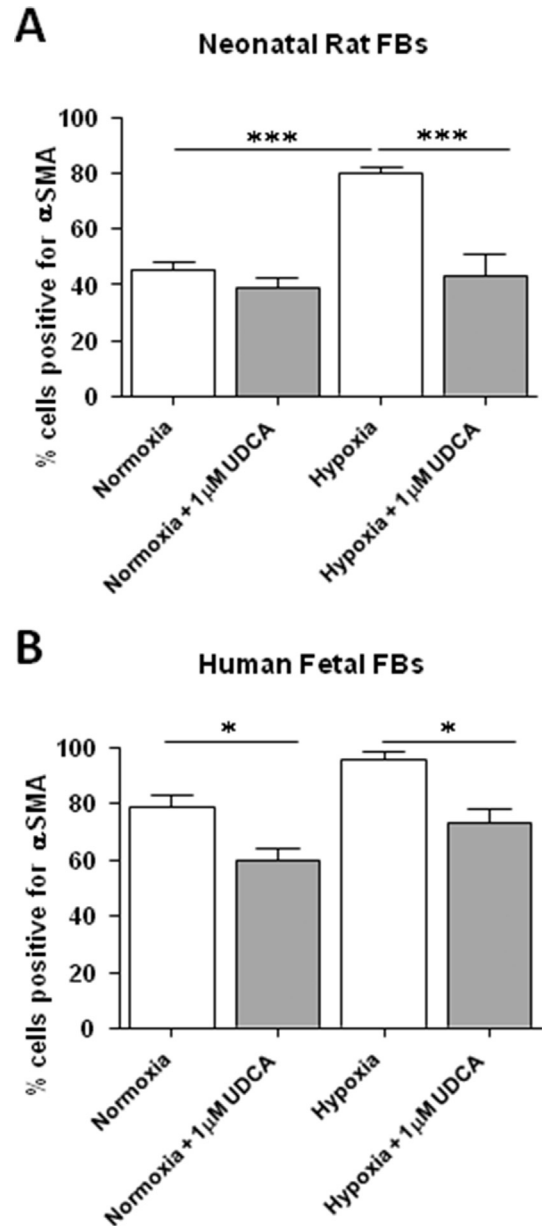 A
Neonatal Rat FBs
% cells positive for αSMA
100
80
60
40
20
0
***
***
Normoxia
Normoxia + 1µM UDCA
Hypoxia
Hypoxia + 1µM UDCA
B
Human Fetal FBs
% cells positive for αSMA
100
80
60
40
20
0
*
*
Normoxia
Normoxia + 1µM UDCA
Hypoxia
Hypoxia + 1µM UDCA